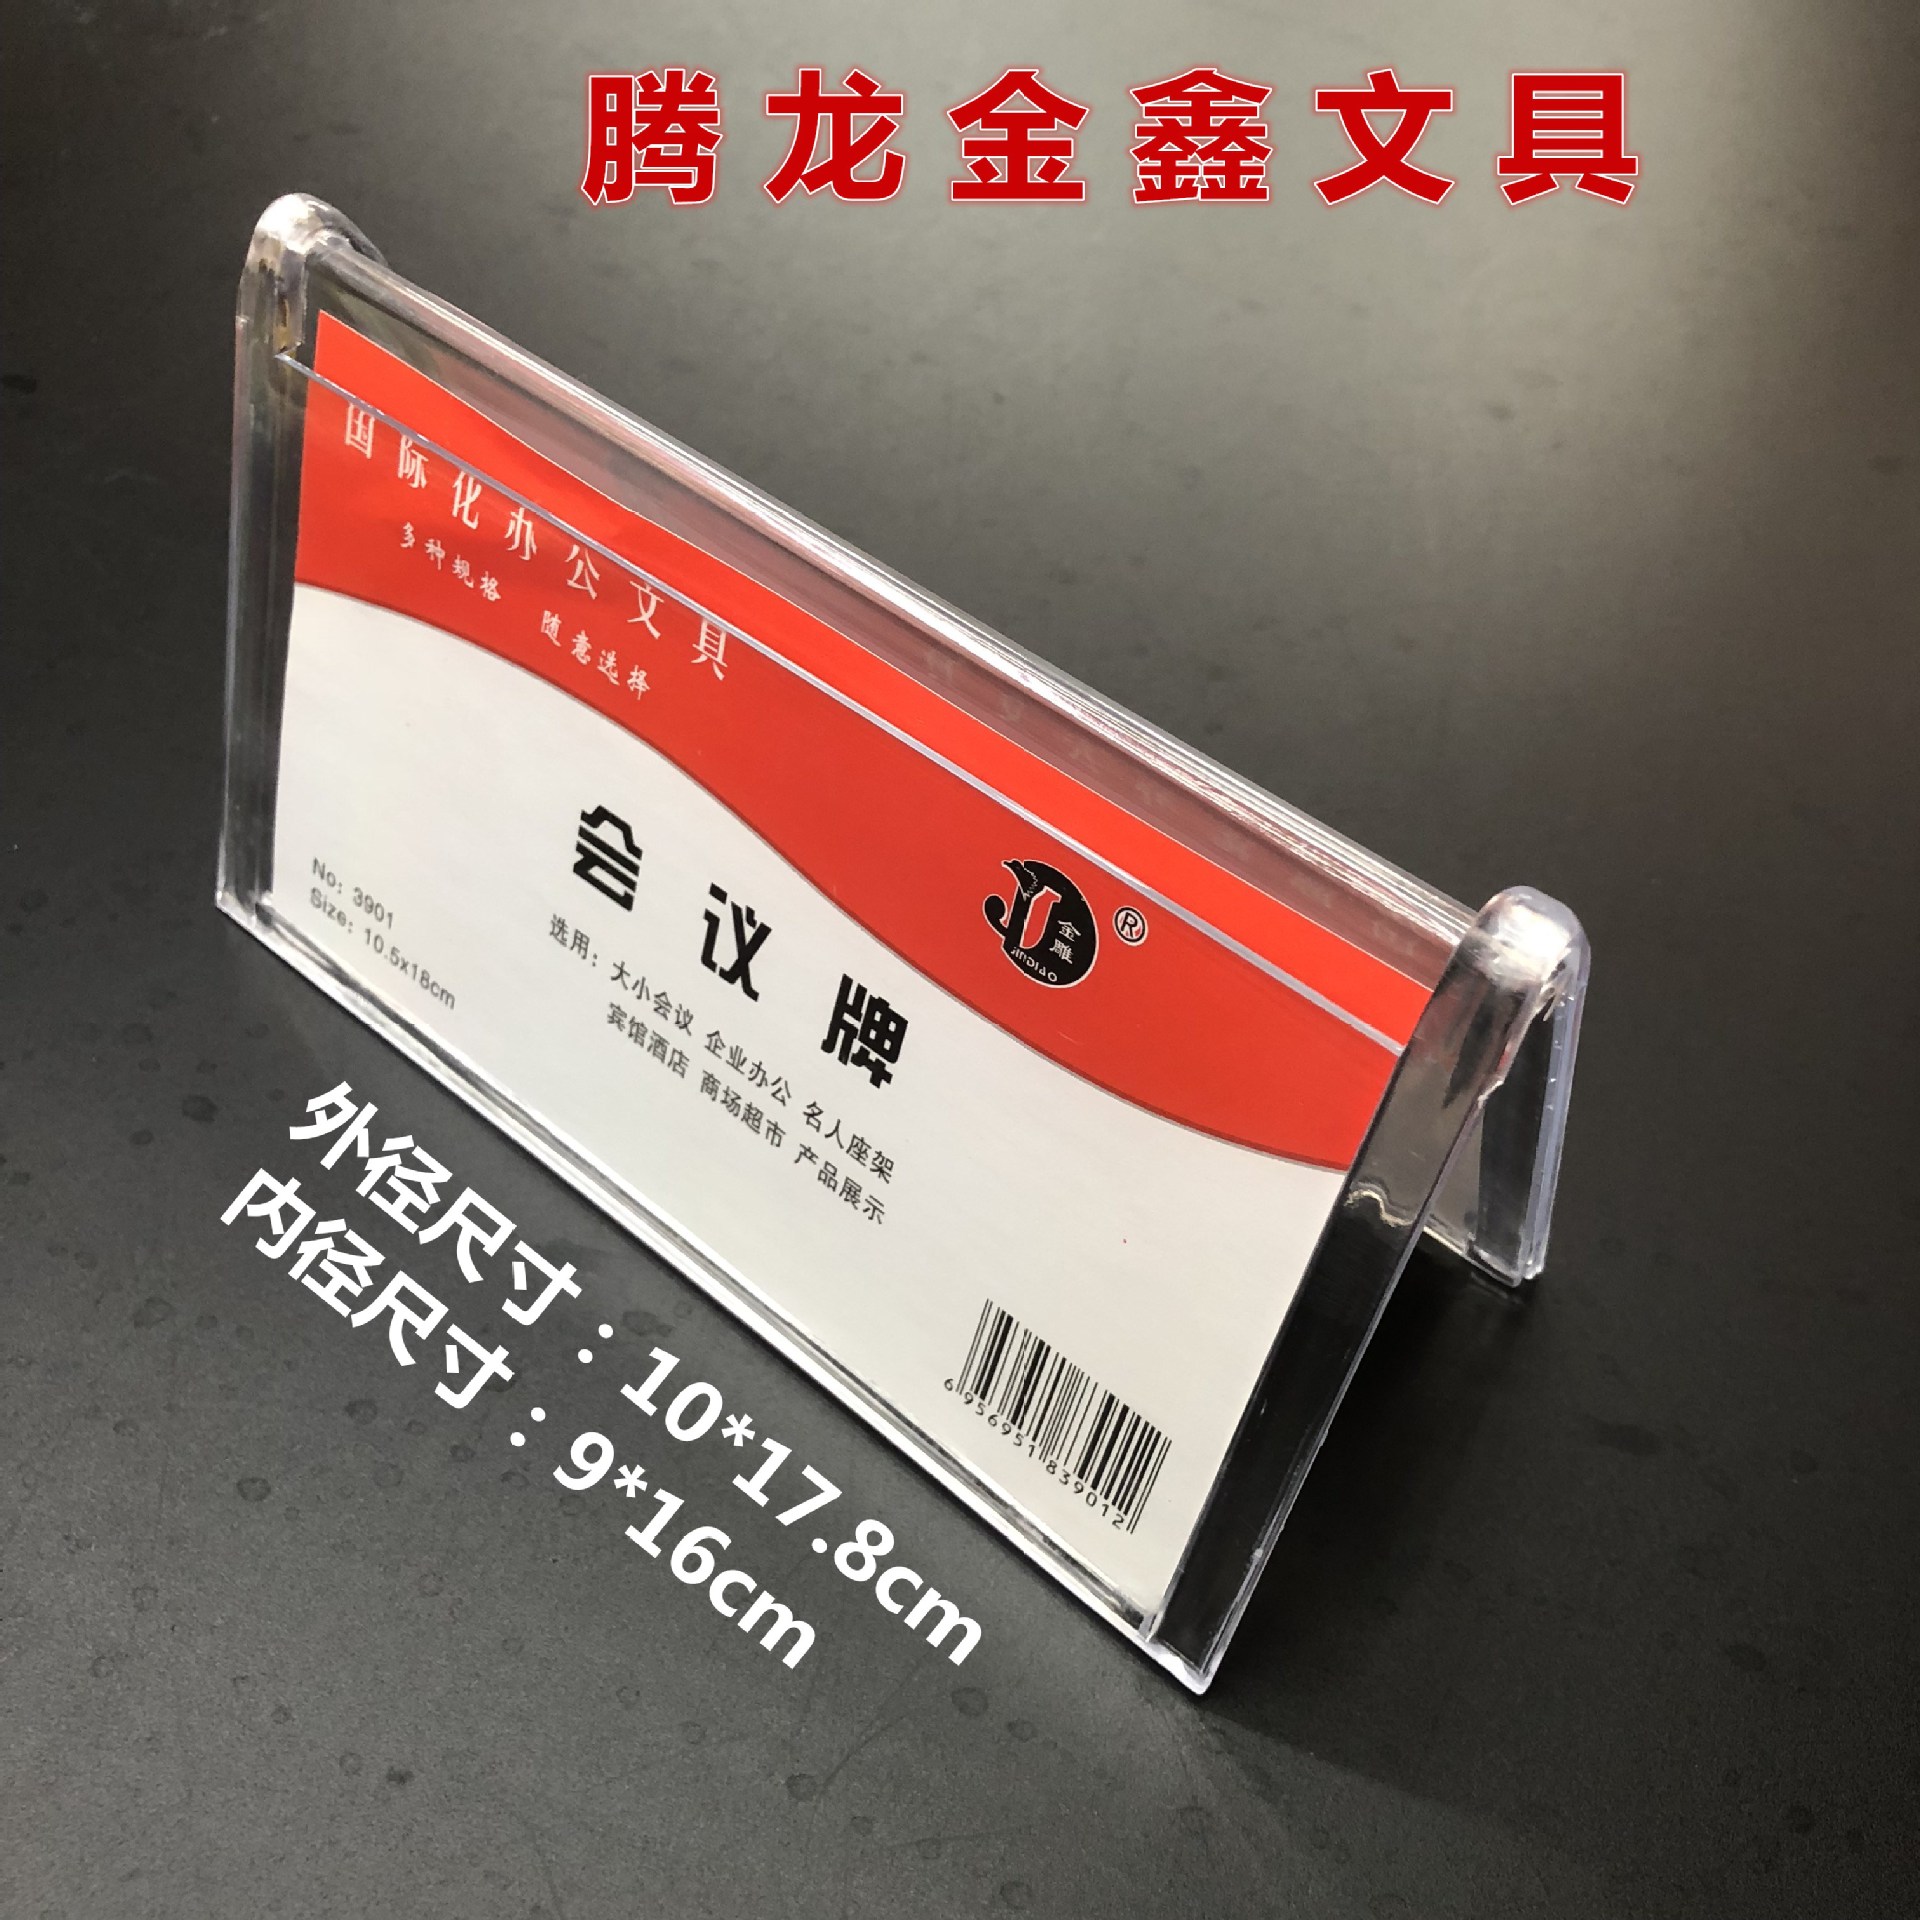 腾龙金鑫文具
国际化办公文具
多种规格 随意选择
金雕
JINDIAO
®
会议牌
No: 3901
Size: 10.5x18cm
选用: 大小会议 企业办公 名人座架
宾馆酒店 商场超市 产品展示
6956951839012
外径尺寸：10*17.8cm
内径尺寸：9*16cm